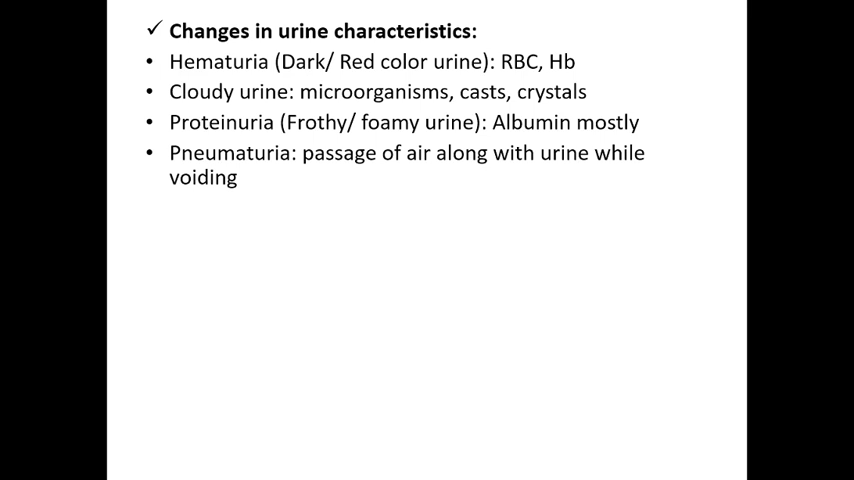 ✓ Changes in urine characteristics:
• Hematuria (Dark/ Red color urine): RBC, Hb
• Cloudy urine: microorganisms, casts, crystals
• Proteinuria (Frothy/ foamy urine): Albumin mostly
• Pneumaturia: passage of air along with urine while
voiding